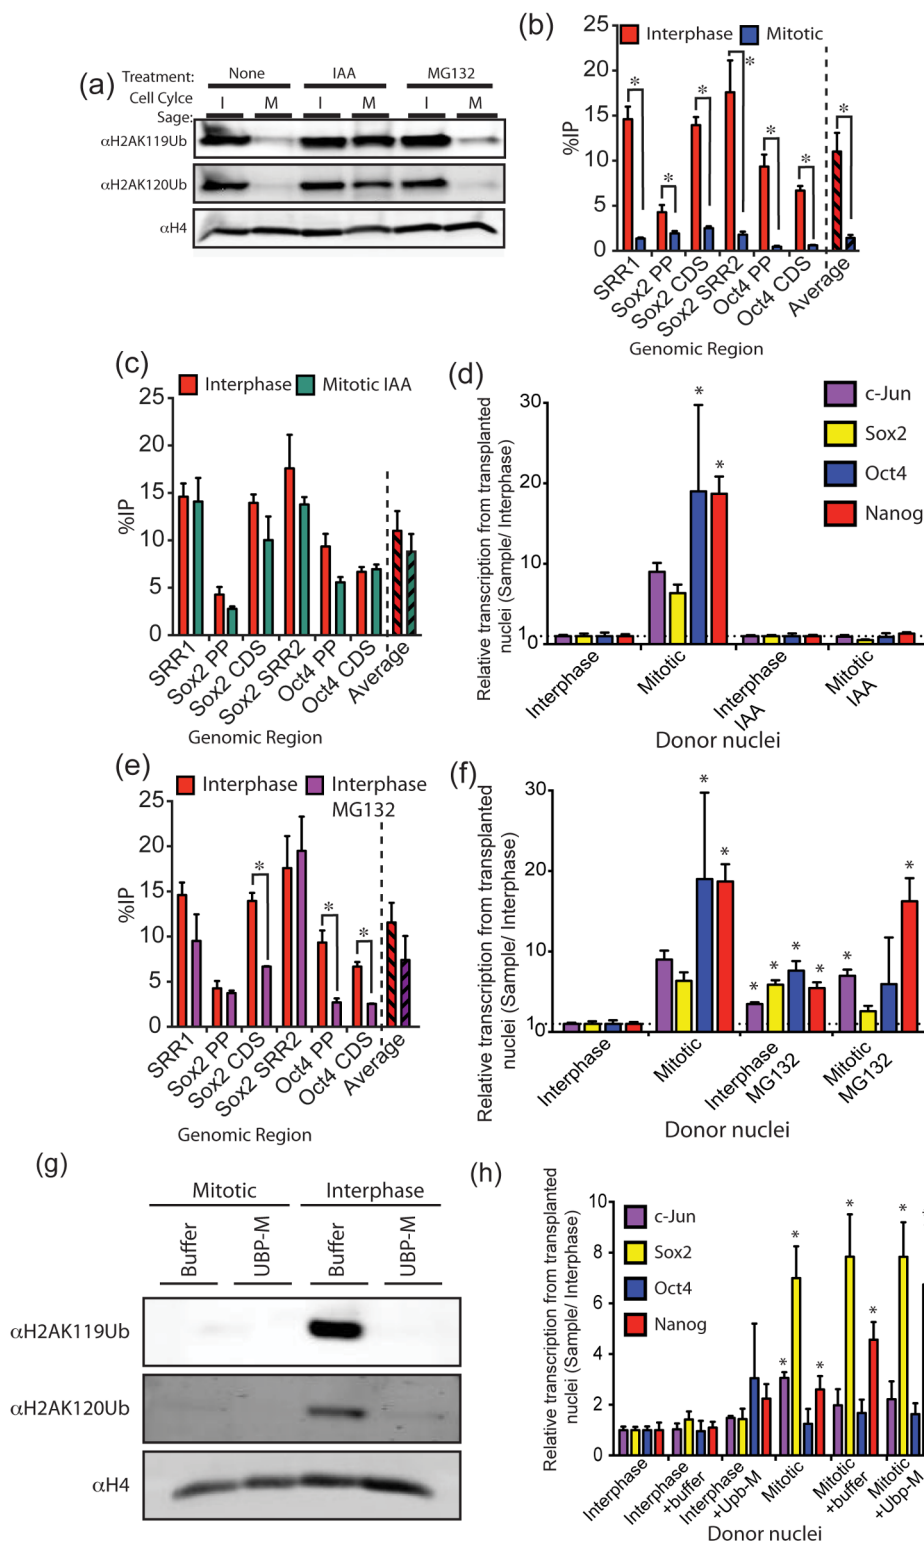 (a)
Treatment: None IAA MG132
Cell Cylce
Sage: I M I M I M
αH2AK119Ub
αH2AK120Ub
αH4
(b)
Interphase Mitotic
25
20
15
10
5
0
%IP
* * * * * * *
SRR1 Sox2 PP Sox2 CDS Sox2 SRR2 Oct4 PP Oct4 CDS Average
Genomic Region
(c)
Interphase Mitotic IAA
25
20
15
10
5
0
%IP
SRR1 Sox2 PP Sox2 CDS Sox2 SRR2 Oct4 PP Oct4 CDS Average
Genomic Region
(d)
c-Jun
Sox2
Oct4
Nanog
30
20
10
1
0
Relative transcription from transplanted
nuclei (Sample/ Interphase)
* *
Interphase Mitotic Interphase IAA Mitotic IAA
Donor nuclei
(e)
Interphase Interphase
MG132
25
20
15
10
5
0
%IP
* * *
SRR1 Sox2 PP Sox2 CDS Sox2 SRR2 Oct4 PP Oct4 CDS Average
Genomic Region
(f)
30
20
10
1
0
Relative transcription from transplanted
nuclei (Sample/ Interphase)
* * * * * * * *
Interphase Mitotic Interphase MG132 Mitotic MG132
Donor nuclei
(g)
Mitotic Interphase
Buffer UBP-M Buffer UBP-M
αH2AK119Ub
αH2AK120Ub
αH4
(h)
c-Jun
Sox2
Oct4
Nanog
10
8
6
4
2
1
0
Relative transcription from transplanted
nuclei (Sample/ Interphase)
* * * * * *
Interphase Interphase +buffer Interphase +Upb-M Mitotic Mitotic +buffer Mitotic +Ubp-M
Donor nuclei